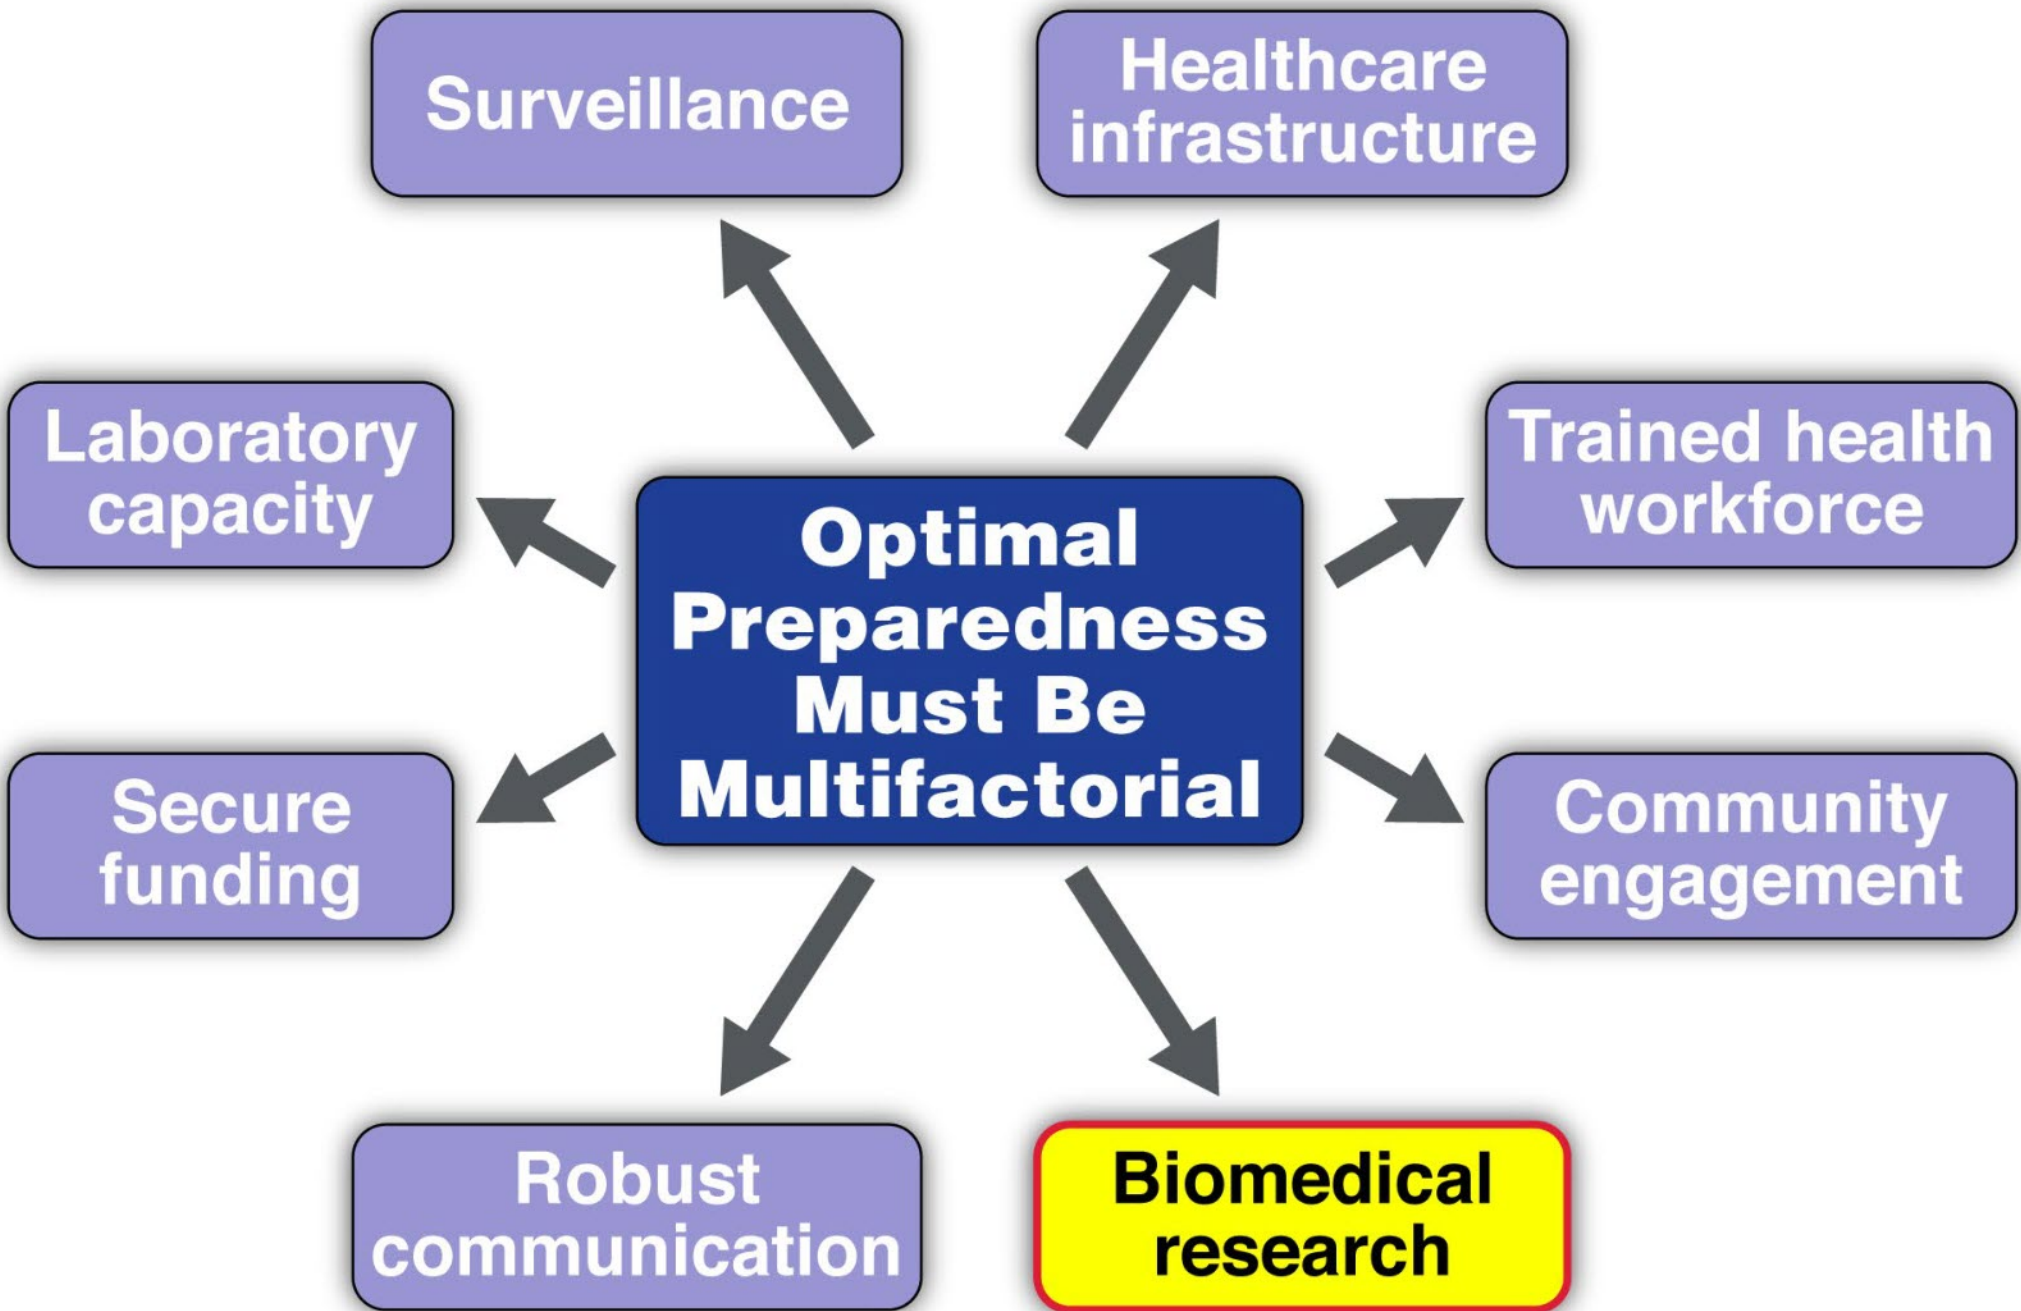 Surveillance
Healthcare
infrastructure
Laboratory
capacity
Trained health
workforce
Optimal
Preparedness
Must Be
Multifactorial
Secure
funding
Community
engagement
Robust
communication
Biomedical
research